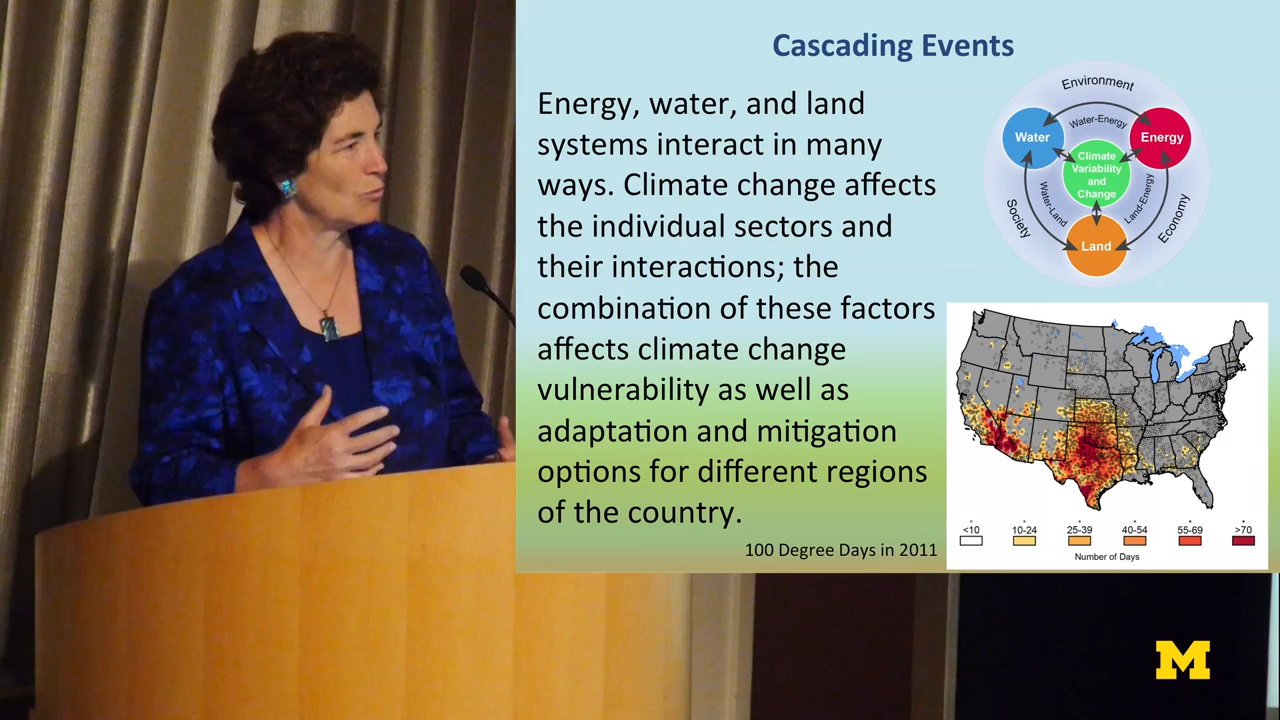 Cascading Events
Energy, water, and land
systems interact in many
ways. Climate change affects
the individual sectors and
their interactions; the
combination of these factors
affects climate change
vulnerability as well as
adaptation and mitigation
options for different regions
of the country.
100 Degree Days in 2011
Environment
Water-Energy
Water
Energy
Climate
Variability
and
Change
Water-Land
Land-Energy
Society
Economy
Land
<10
10-24
25-39
40-54
55-69
>70
Number of Days
M